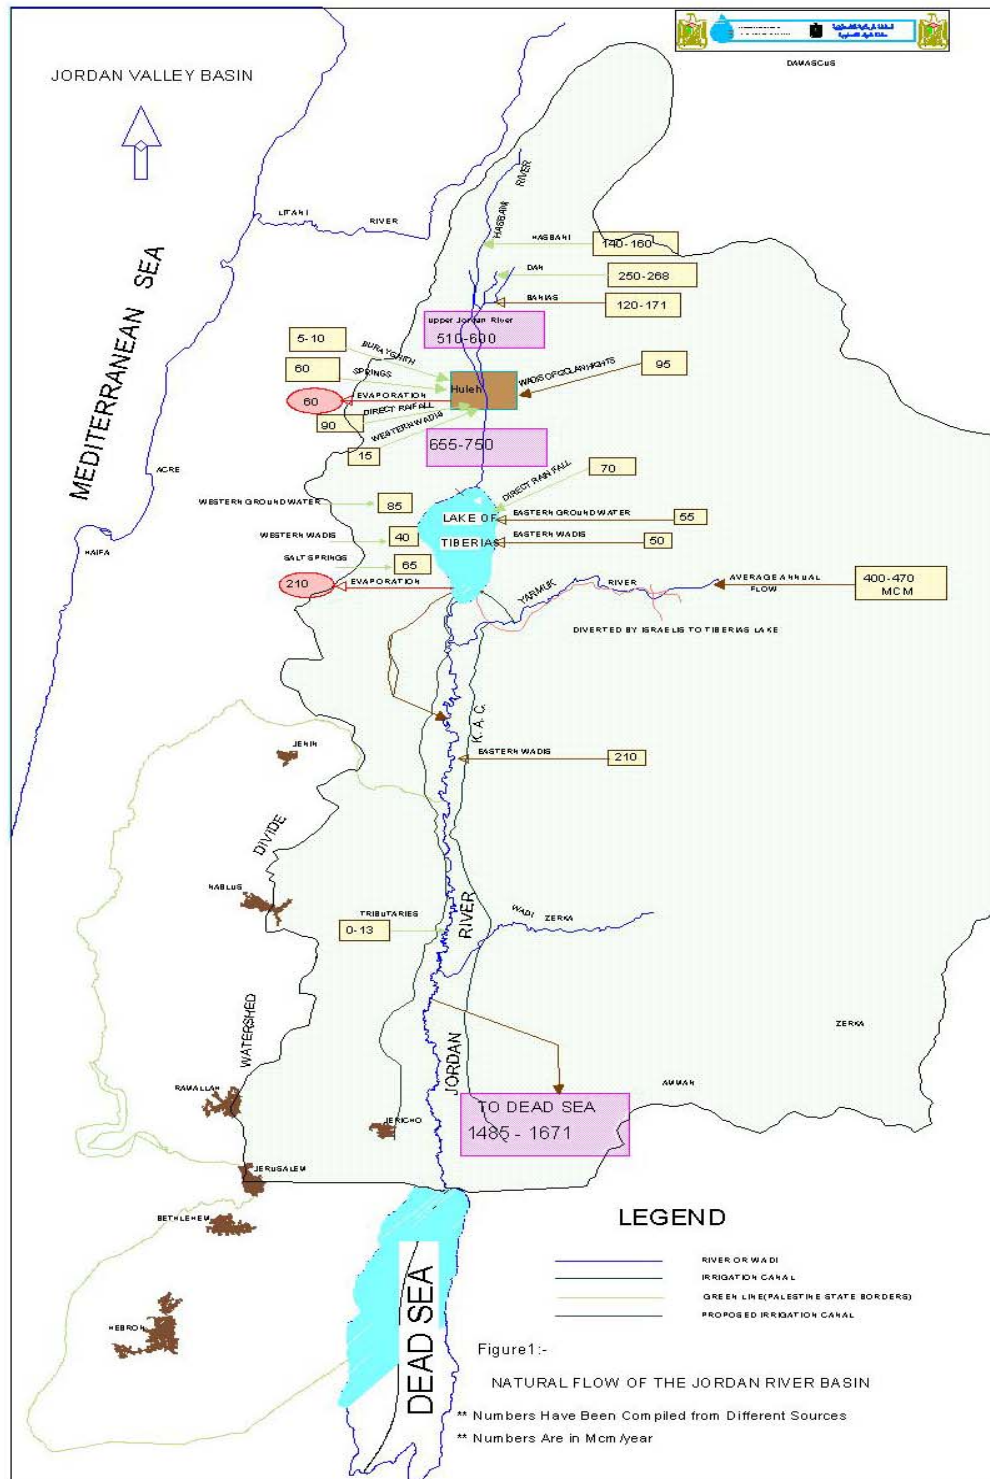 DAMASCUS
JORDAN VALLEY BASIN
LITANI RIVER
HASBANI RIVER
MEDITERRANEAN SEA
HASBANI
140-160
DAN
250-268
BANIAS
120-171
upper Jordan River
510-600
5-10
60
SPRINGS
Huleh
95
60
EVAPORATION
DIRECT RAIFALL
90
WESTERN WADIS
15
655-750
DIRECT RAIN FALL
70
ACRE
WESTERN GROUNDWATER
85
LAKE OF
TIBERIAS
EASTERN GROUNDWATER
55
WESTERN WADIS
40
EASTERN WADIS
50
HAIFA
SALT SPRINGS
65
210
EVAPORATION
YARMUK RIVER
AVERAGE ANNUAL
FLOW
400-470
MCM
DIVERTED BY ISRAELIS TO TIBERIAS LAKE
K.A.C.
JENIN
EASTERN WADIS
210
WATERSHED DIVIDE
NABLUS
TRIBUTARIES
0-13
WADI ZERKA
JORDAN RIVER
ZERKA
RAMALLAH
AMMAN
JERICHO
TO DEAD SEA
1485 - 1671
JERUSALEM
BETHLEHEM
HEBRON
DEAD SEA
LEGEND
RIVER OR WADI
IRRIGATION CANAL
GREEN LINE(PALESTINE STATE BORDERS)
PROPOSED IRRIGATION CANAL
Figure1:-
NATURAL FLOW OF THE JORDAN RIVER BASIN
** Numbers Have Been Compiled from Different Sources
** Numbers Are in Mcm/year